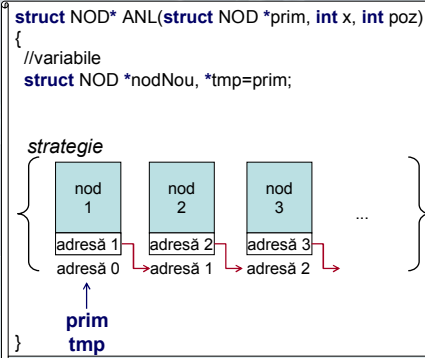 struct NOD* ANL(struct NOD *prim, int x, int poz)
{
//variabile
struct NOD *nodNou, *tmp=prim;
strategie
nod 1 nod 2 nod 3 ...
adresă 1 adresă 2 adresă 3
adresă 0 adresă 1 adresă 2
prim
tmp
}